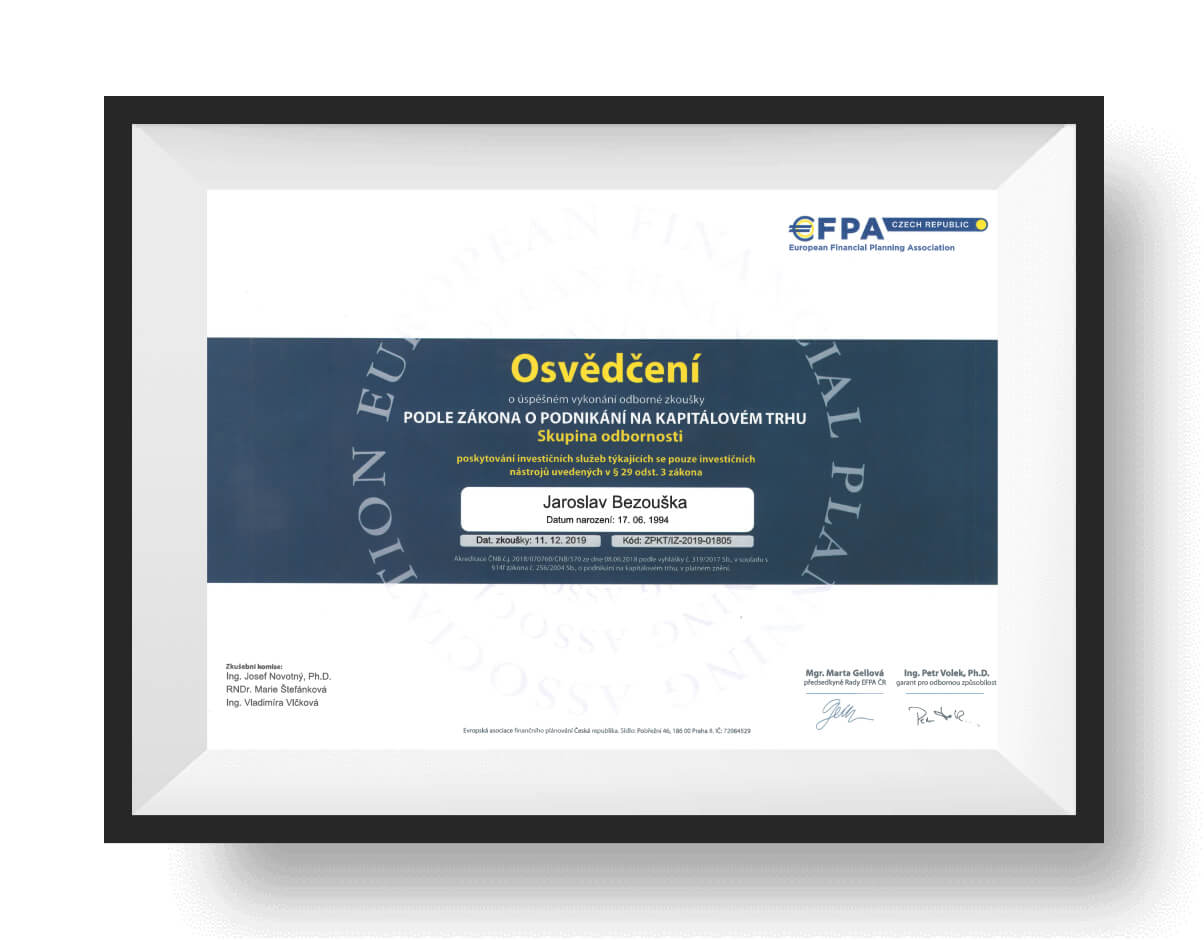 €FPA CZECH REPUBLIC
European Financial Planning Association
EUROPEAN FINANCIAL PLANNING ASSOCIATION
Osvědčení
o úspěšném vykonání odborné zkoušky
PODLE ZÁKONA O PODNIKÁNÍ NA KAPITÁLOVÉM TRHU
Skupina odbornosti
poskytování investičních služeb týkajících se pouze investičních
nástrojů uvedených v § 29 odst. 3 zákona
Jaroslav Bezouška
Datum narození: 17. 06. 1994
Dat. zkoušky: 11. 12. 2019 Kód: ZPKT/IZ-2019-01805
Akreditace ČNB č.j. 2018/070760/CNB/570 ze dne 08.06.2018 podle vyhlášky č. 319/2017 Sb., v souladu s
§14f zákona č. 256/2004 Sb., o podnikání na kapitálovém trhu, v platném znění.
Zkušební komise:
Ing. Josef Novotný, Ph.D.
RNDr. Marie Štefánková
Ing. Vladimíra Vlčková
Mgr. Marta Gellová
předsedkyně Rady EFPA ČR
Ing. Petr Volek, Ph.D.
garant pro odbornou způsobilost
Evropská asociace finančního plánování Česká republika. Sídlo: Pobřežní 46, 186 00 Praha 8. IČ: 72084529